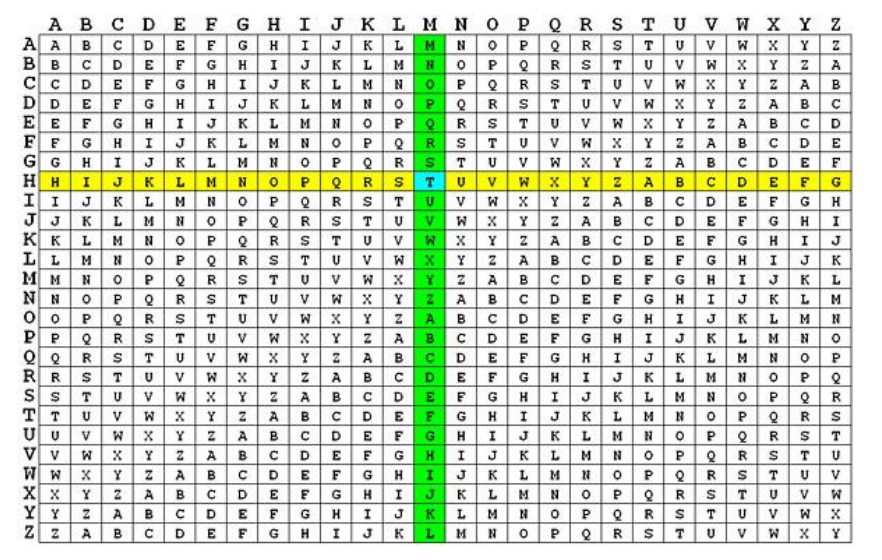 A B C D E F G H I J K L M N O P Q R S T U V W X Y Z
A A B C D E F G H I J K L M N O P Q R S T U V W X Y Z
B B C D E F G H I J K L M N O P Q R S T U V W X Y Z A
C C D E F G H I J K L M N O P Q R S T U V W X Y Z A B
D D E F G H I J K L M N O P Q R S T U V W X Y Z A B C
E E F G H I J K L M N O P Q R S T U V W X Y Z A B C D
F F G H I J K L M N O P Q R S T U V W X Y Z A B C D E
G G H I J K L M N O P Q R S T U V W X Y Z A B C D E F
H H I J K L M N O P Q R S T U V W X Y Z A B C D E F G
I I J K L M N O P Q R S T U V W X Y Z A B C D E F G H
J J K L M N O P Q R S T U V W X Y Z A B C D E F G H I
K K L M N O P Q R S T U V W X Y Z A B C D E F G H I J
L L M N O P Q R S T U V W X Y Z A B C D E F G H I J K
M M N O P Q R S T U V W X Y Z A B C D E F G H I J K L
N N O P Q R S T U V W X Y Z A B C D E F G H I J K L M
O O P Q R S T U V W X Y Z A B C D E F G H I J K L M N
P P Q R S T U V W X Y Z A B C D E F G H I J K L M N O
Q Q R S T U V W X Y Z A B C D E F G H I J K L M N O P
R R S T U V W X Y Z A B C D E F G H I J K L M N O P Q
S S T U V W X Y Z A B C D E F G H I J K L M N O P Q R
T T U V W X Y Z A B C D E F G H I J K L M N O P Q R S
U U V W X Y Z A B C D E F G H I J K L M N O P Q R S T
V V W X Y Z A B C D E F G H I J K L M N O P Q R S T U
W W X Y Z A B C D E F G H I J K L M N O P Q R S T U V
X X Y Z A B C D E F G H I J K L M N O P Q R S T U V W
Y Y Z A B C D E F G H I J K L M N O P Q R S T U V W X
Z Z A B C D E F G H I J K L M N O P Q R S T U V W X Y